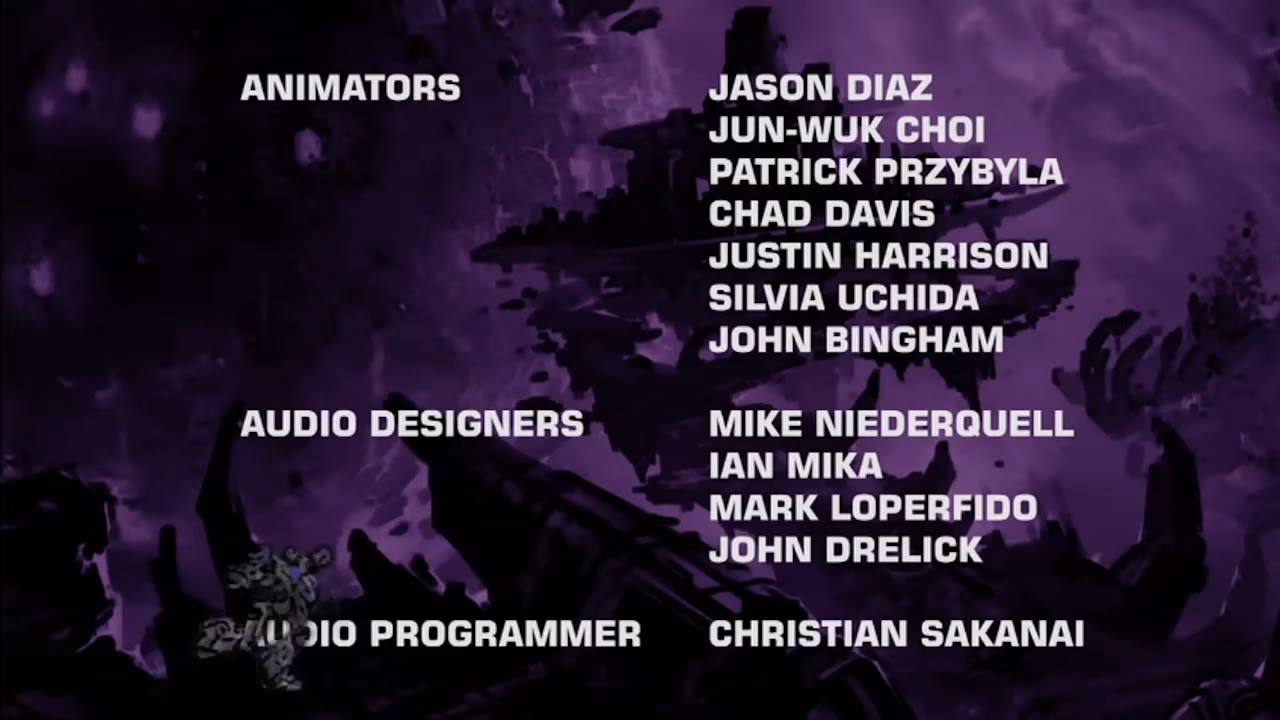 ANIMATORS JASON DIAZ
JUN-WUK CHOI
PATRICK PRZYBYLA
CHAD DAVIS
JUSTIN HARRISON
SILVIA UCHIDA
JOHN BINGHAM
AUDIO DESIGNERS MIKE NIEDERQUELL
IAN MIKA
MARK LOPERFIDO
JOHN DRELICK
AUDIO PROGRAMMER CHRISTIAN SAKANAI